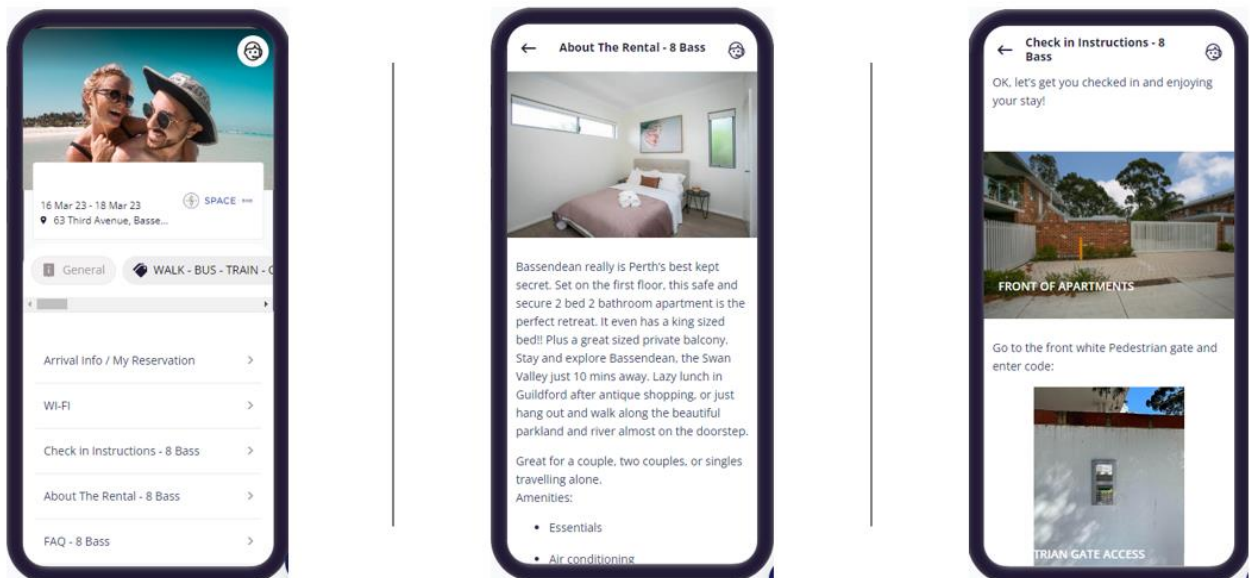 16 Mar 23 - 18 Mar 23
SPACE
63 Third Avenue, Basse...
General
WALK - BUS - TRAIN - C
Arrival Info / My Reservation
WI-FI
Check in Instructions - 8 Bass
About The Rental - 8 Bass
FAQ - 8 Bass
About The Rental - 8 Bass
Bassendean really is Perth's best kept
secret. Set on the first floor, this safe and
secure 2 bed 2 bathroom apartment is the
perfect retreat. It even has a king sized
bed!! Plus a great sized private balcony.
Stay and explore Bassendean, the Swan
Valley just 10 mins away. Lazy lunch in
Guildford after antique shopping, or just
hang out and walk along the beautiful
parkland and river almost on the doorstep.
Great for a couple, two couples, or singles
travelling alone.
Amenities:
• Essentials
• Air conditioning
Check in Instructions - 8
Bass
OK, let's get you checked in and enjoying
your stay!
FRONT OF APARTMENTS
Go to the front white Pedestrian gate and
enter code:
TRIAN GATE ACCESS